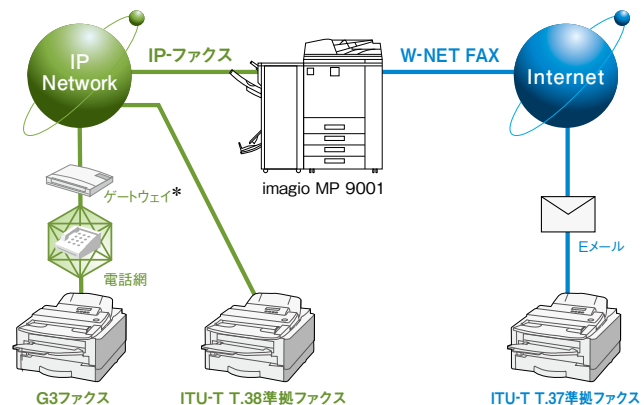 IP
Network
IP-ファクス
W-NET FAX
Internet
imagio MP 9001
ゲートウェイ*
電話網
Eメール
G3ファクス
ITU-T T.38準拠ファクス
ITU-T T.37準拠ファクス